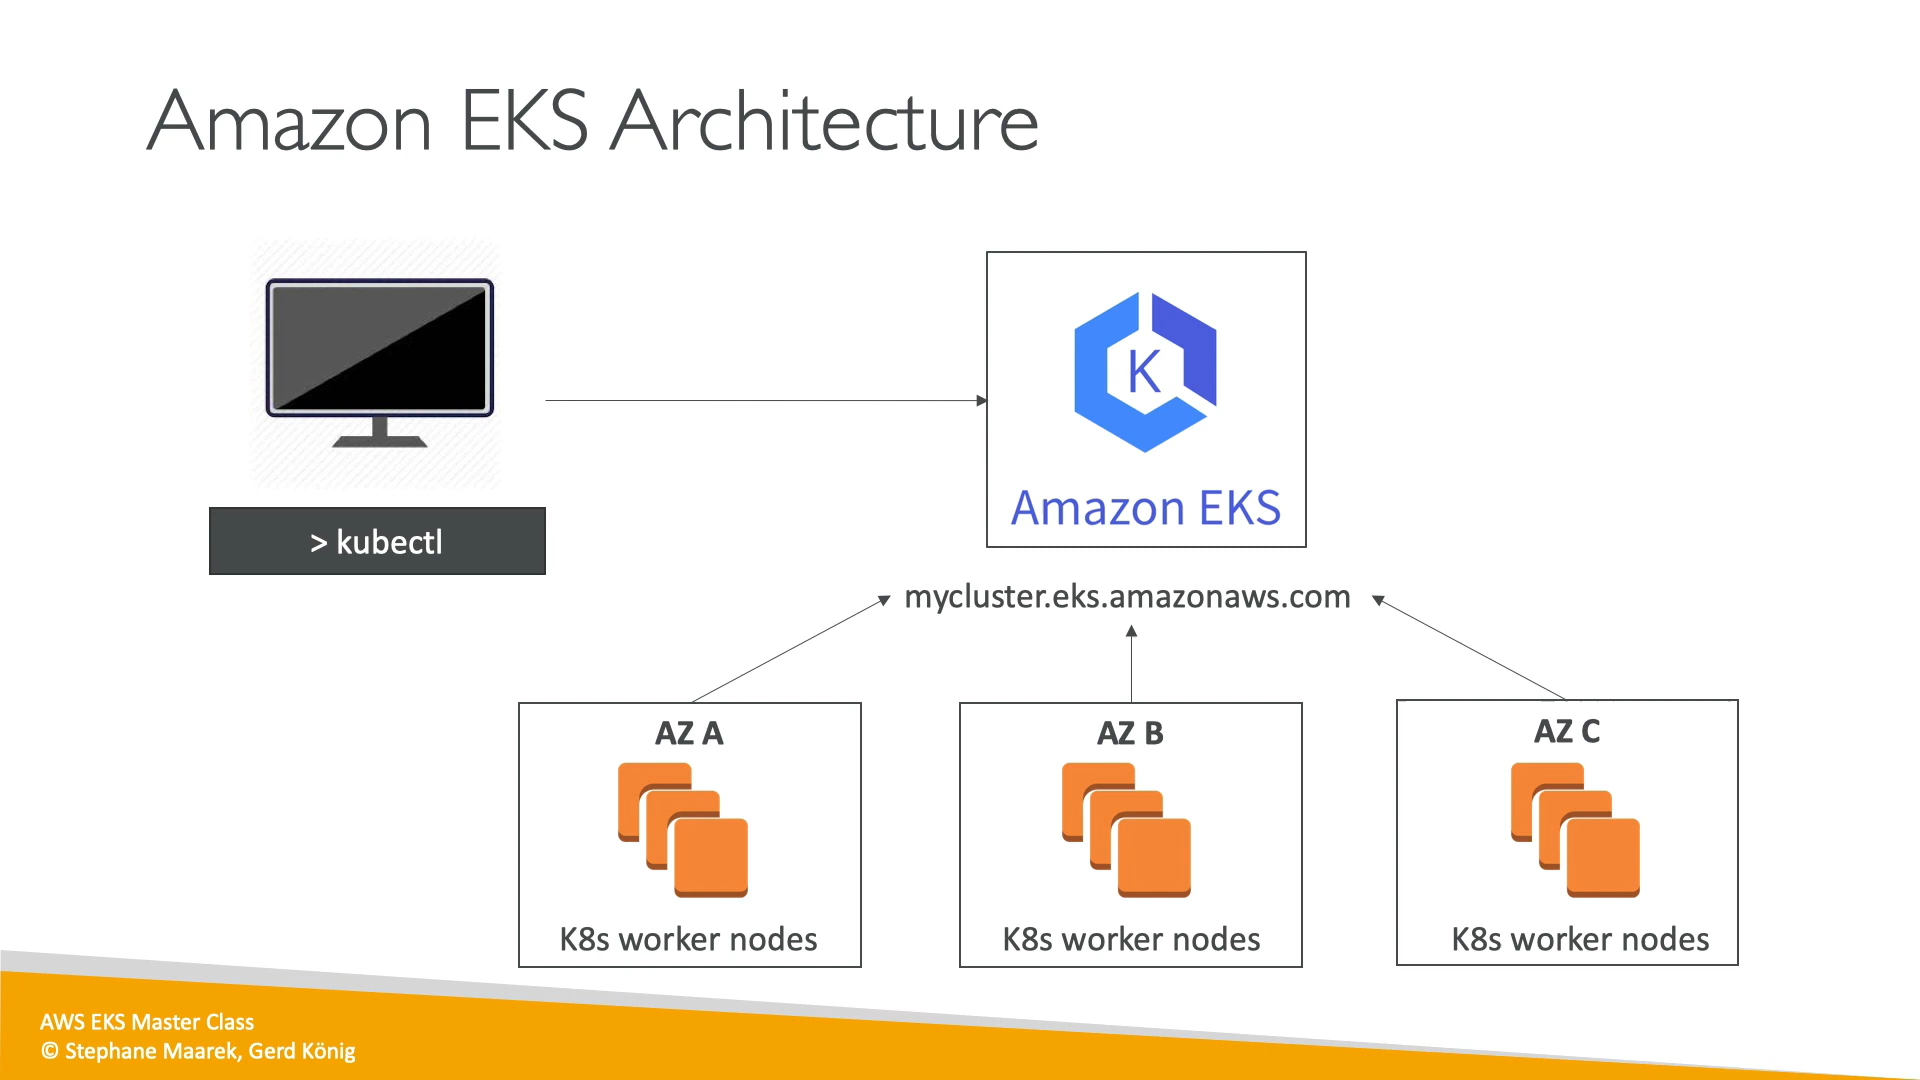 Amazon EKS Architecture
K
Amazon EKS
> kubectl
mycluster.eks.amazonaws.com
AZ A
AZ B
AZ C
K8s worker nodes
K8s worker nodes
K8s worker nodes
AWS EKS Master Class
© Stephane Maarek, Gerd König